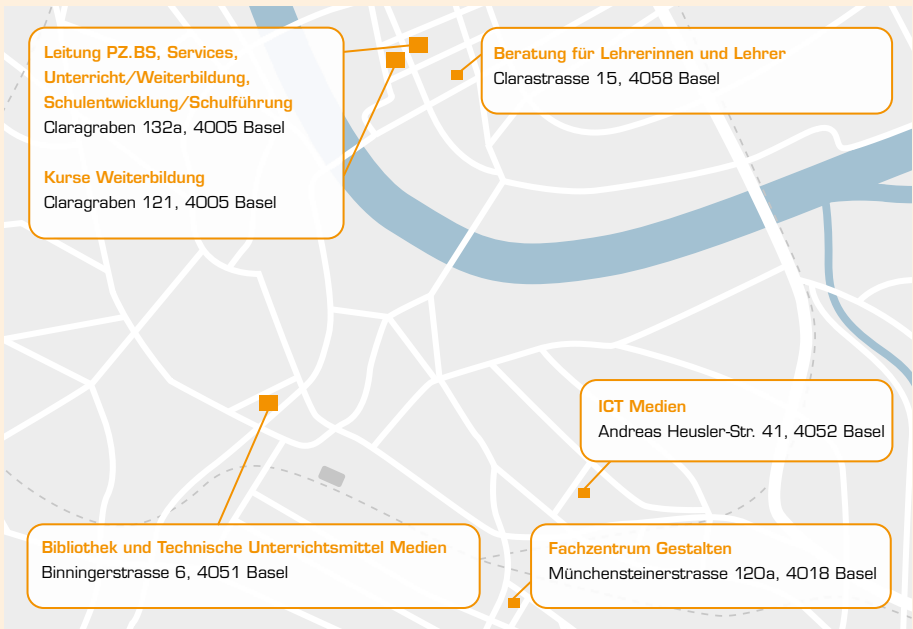 Leitung PZ.BS, Services,
Unterricht/Weiterbildung,
Schulentwicklung/Schulführung
Claragraben 132a, 4005 Basel
Kurse Weiterbildung
Claragraben 121, 4005 Basel
Beratung für Lehrerinnen und Lehrer
Clarastrasse 15, 4058 Basel
ICT Medien
Andreas Heusler-Str. 41, 4052 Basel
Bibliothek und Technische Unterrichtsmittel Medien
Binningerstrasse 6, 4051 Basel
Fachzentrum Gestalten
Münchensteinerstrasse 120a, 4018 Basel